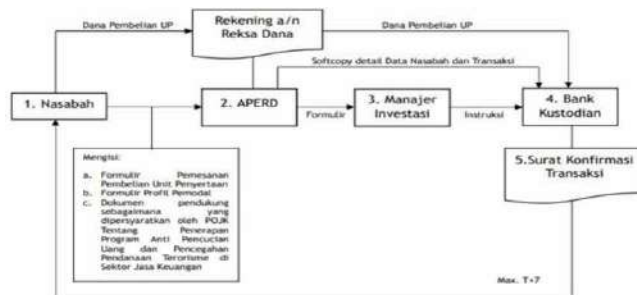 Dana Pembelian UP
Rekening a/n
Reksa Dana
Dana Pembelian UP
Softcopy detail Data Nasabah dan Transaksi
1. Nasabah
2. APERD
Formulir
3. Manajer
Investasi
Instruksi
4. Bank
Kustodian
Mengisi:
a. Formulir Pemesanan
Pembelian Unit Penyertaan
b. Formulir Profil Pemodal
c. Dokumen pendukung
sebagaimana yang
dipersyaratkan oleh POJK
Tentang Penerapan
Program Anti Pencucian
Uang dan Pencegahan
Pendanaan Terorisme di
Sektor Jasa Keuangan
5.Surat Konfirmasi
Transaksi
Max. T+7